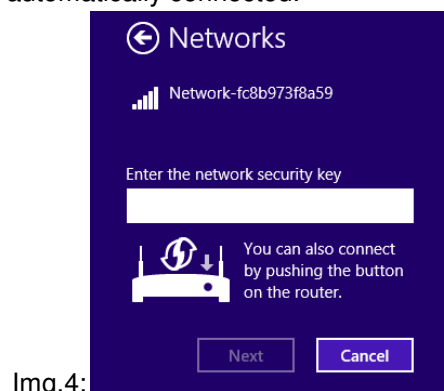 automatically connected.
Networks
Network-fc8b973f8a59
Enter the network security key
You can also connect
by pushing the button
on the router.
Next Cancel
Img.4: